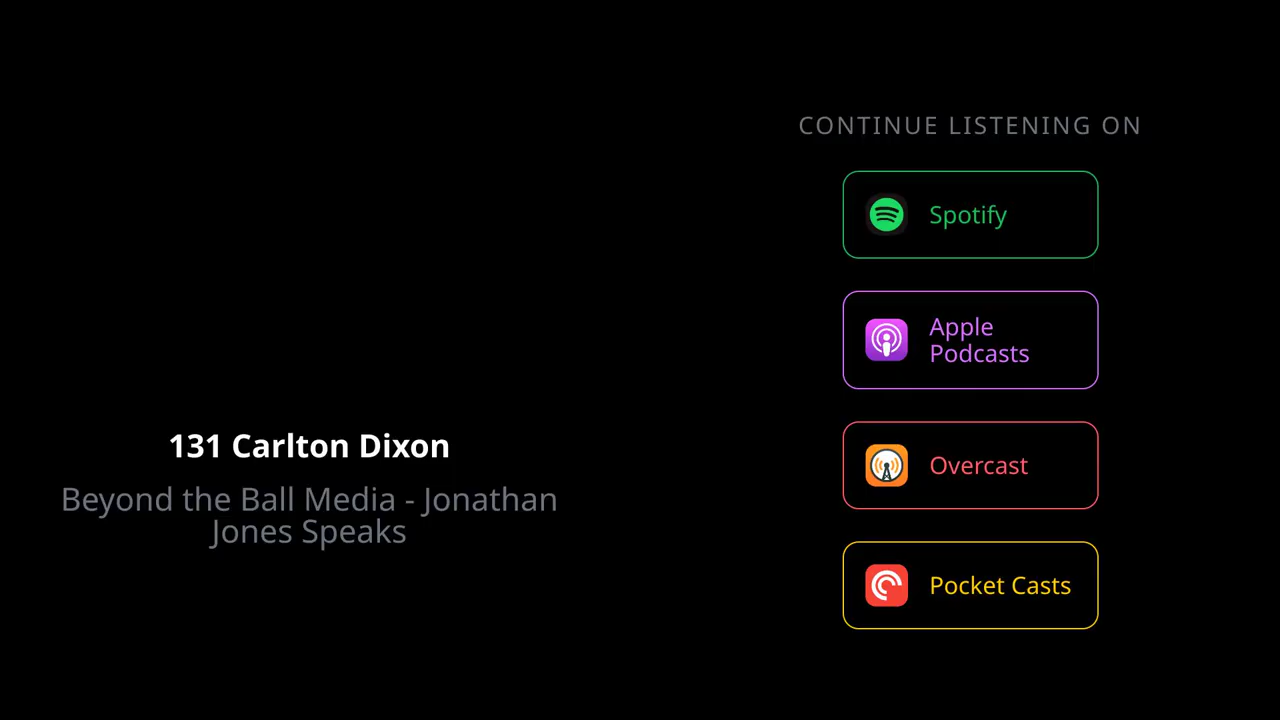 131 Carlton Dixon
Beyond the Ball Media - Jonathan
Jones Speaks
CONTINUE LISTENING ON
Spotify
Apple
Podcasts
Overcast
Pocket Casts